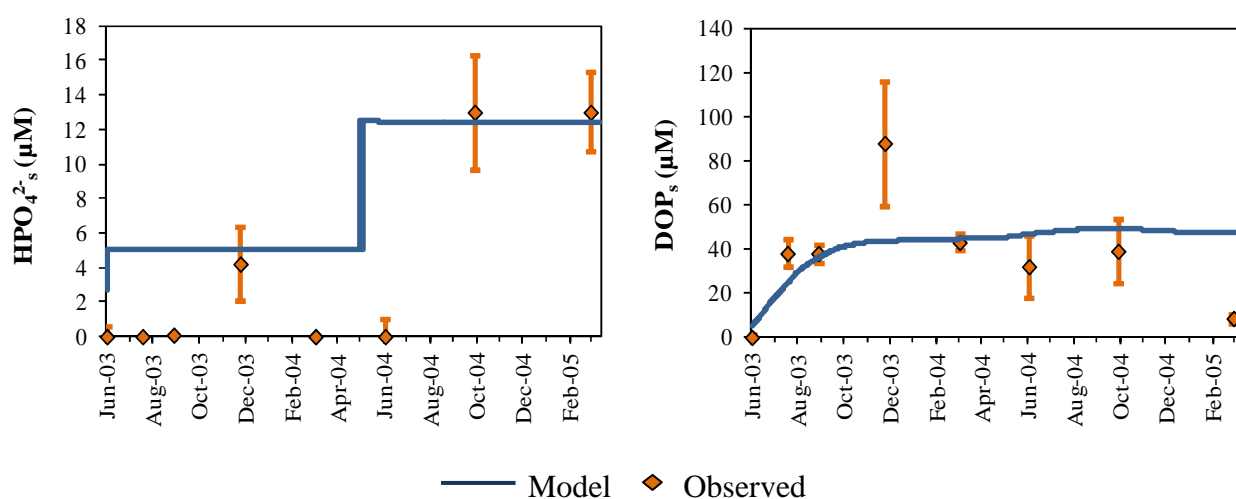 HPO₄²⁻ₛ (µM)
18
16
14
12
10
8
6
4
2
0
Jun-03
Aug-03
Oct-03
Dec-03
Feb-04
Apr-04
Jun-04
Aug-04
Oct-04
Dec-04
Feb-05
DOPₛ (µM)
140
120
100
80
60
40
20
0
Jun-03
Aug-03
Oct-03
Dec-03
Feb-04
Apr-04
Jun-04
Aug-04
Oct-04
Dec-04
Feb-05
Model Observed